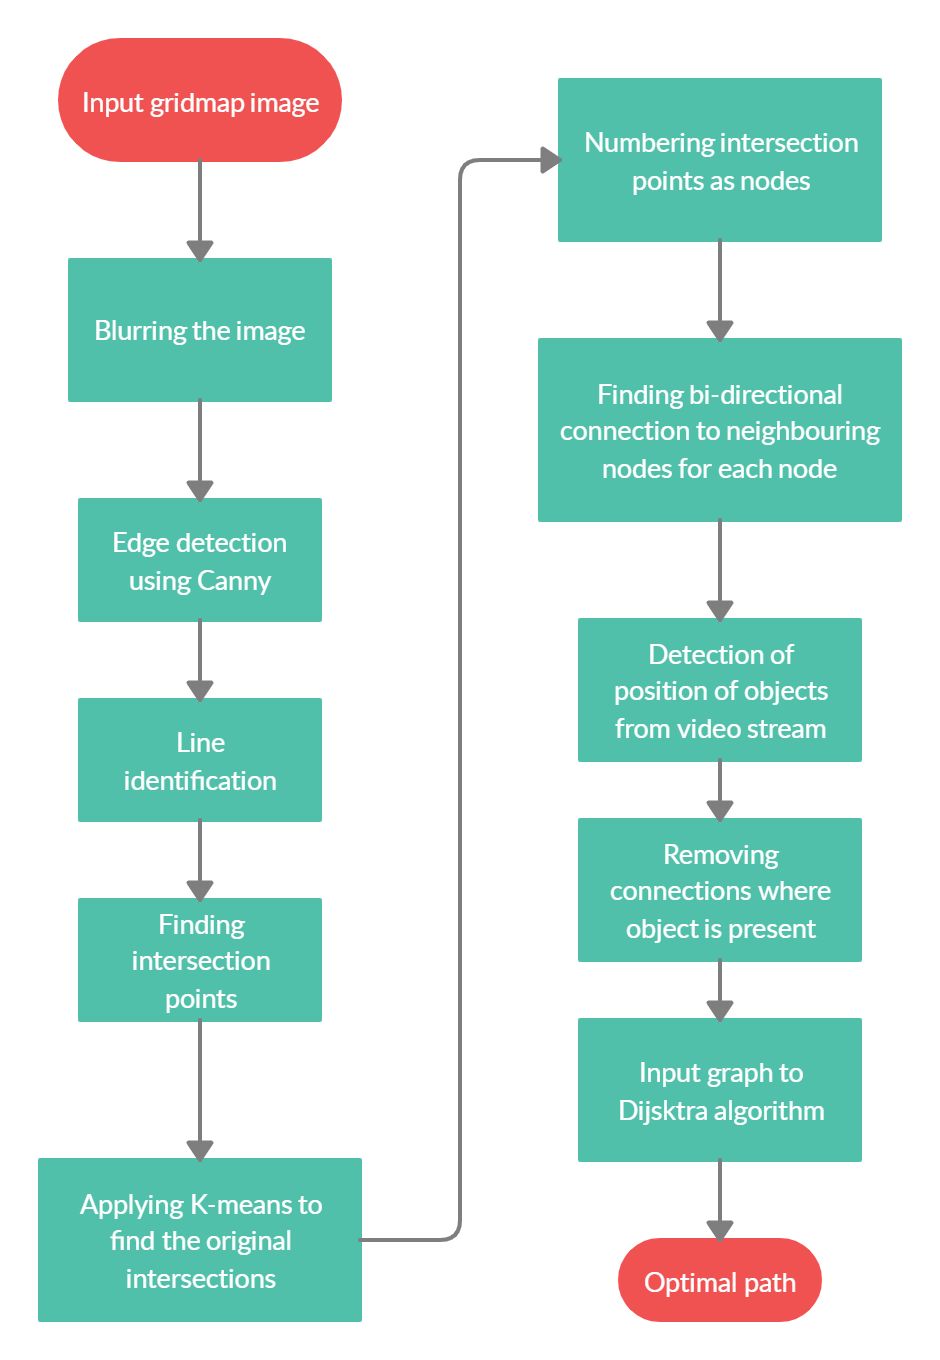 Input gridmap image
Blurring the image
Edge detection
using Canny
Line
identification
Finding
intersection
points
Applying K-means to
find the original
intersections
Numbering intersection
points as nodes
Finding bi-directional
connection to neighbouring
nodes for each node
Detection of
position of objects
from video stream
Removing
connections where
object is present
Input graph to
Dijsktra algorithm
Optimal path